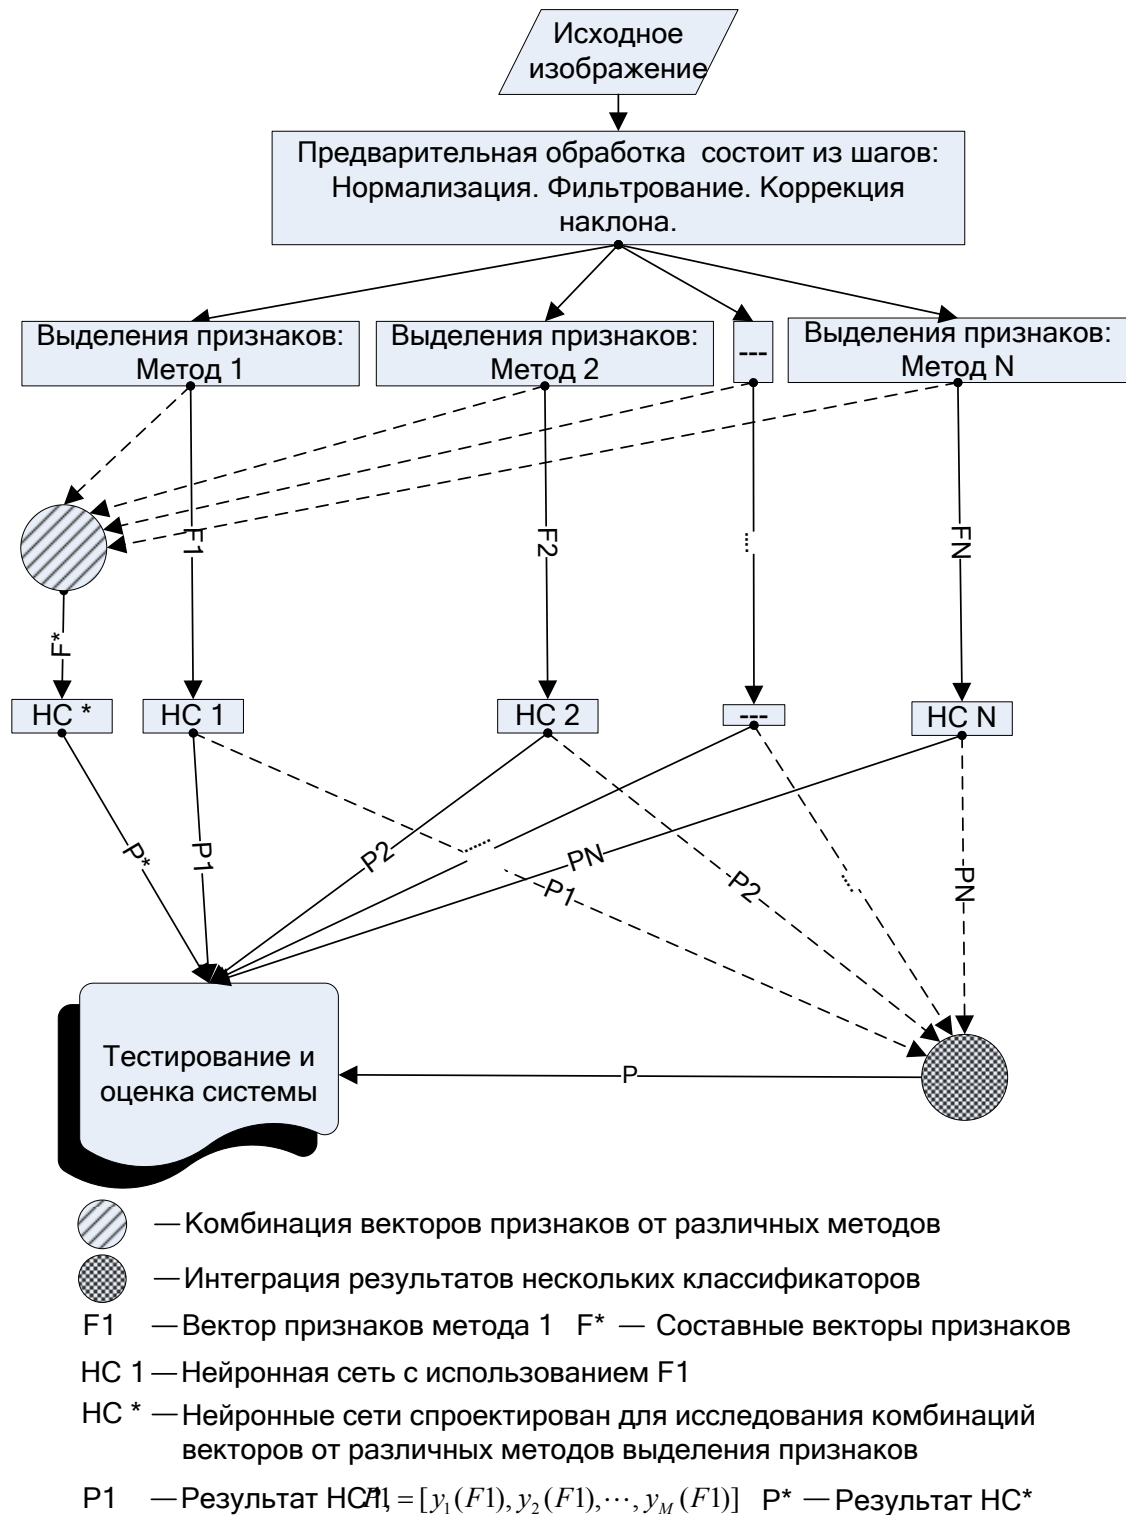 Исходное
изображение
Предварительная обработка состоит из шагов:
Нормализация. Фильтрование. Коррекция
наклона.
Выделения признаков:
Метод 1
Выделения признаков:
Метод 2
---
Выделения признаков:
Метод N
F1
F2
....
FN
F*
НС *
НС 1
НС 2
---
НС N
P*
P1
P2
.....
PN
P1
P2
....
PN
Тестирование и
оценка системы
P
—Комбинация векторов признаков от различных методов
—Интеграция результатов нескольких классификаторов
F1 —Вектор признаков метода 1 F* — Составные векторы признаков
НС 1—Нейронная сеть с использованием F1
НС * —Нейронные сети спроектирован для исследования комбинаций
векторов от различных методов выделения признаков
P1 —Результат = [y₁(F1), y₂(F1),⋯, y_M(F1)] P* —Результат НС*